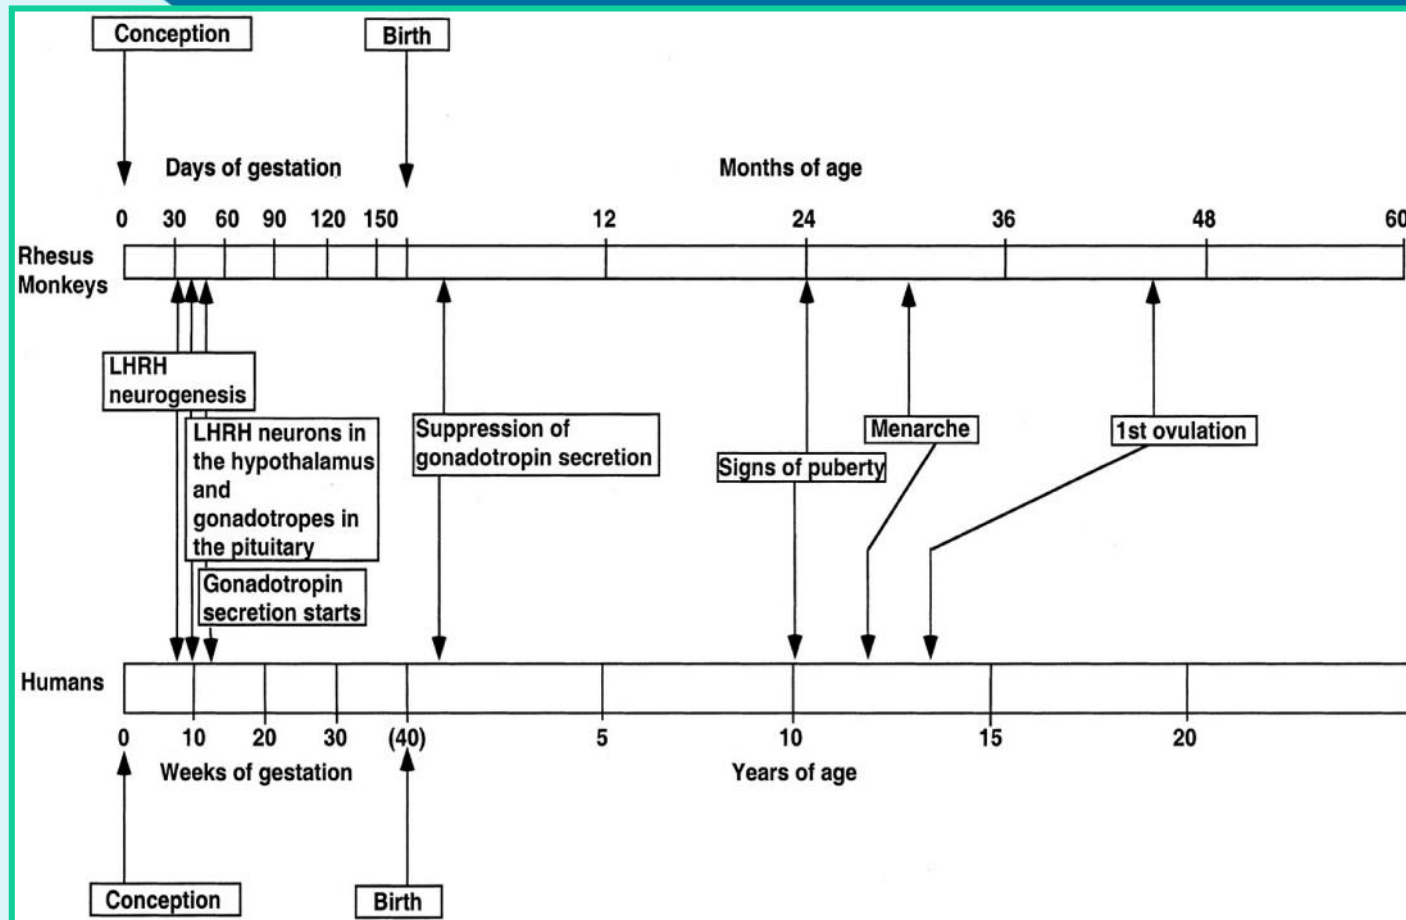 Conception
Birth
Days of gestation
Months of age
0 30 60 90 120 150 12 24 36 48 60
Rhesus
Monkeys
LHRH
neurogenesis
LHRH neurons in
the hypothalamus
and
gonadotropes in
the pituitary
Gonadotropin
secretion starts
Suppression of
gonadotropin secretion
Signs of puberty
Menarche
1st ovulation
Humans
0 10 20 30 (40) 5 10 15 20
Weeks of gestation
Years of age
Conception
Birth